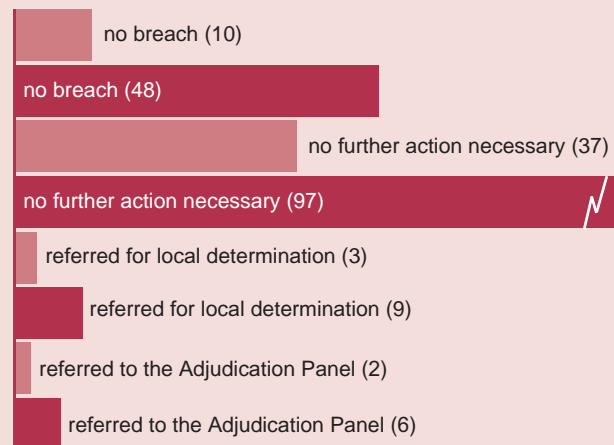 no breach (10)
no breach (48)
no further action necessary (37)
no further action necessary (97)
referred for local determination (3)
referred for local determination (9)
referred to the Adjudication Panel (2)
referred to the Adjudication Panel (6)